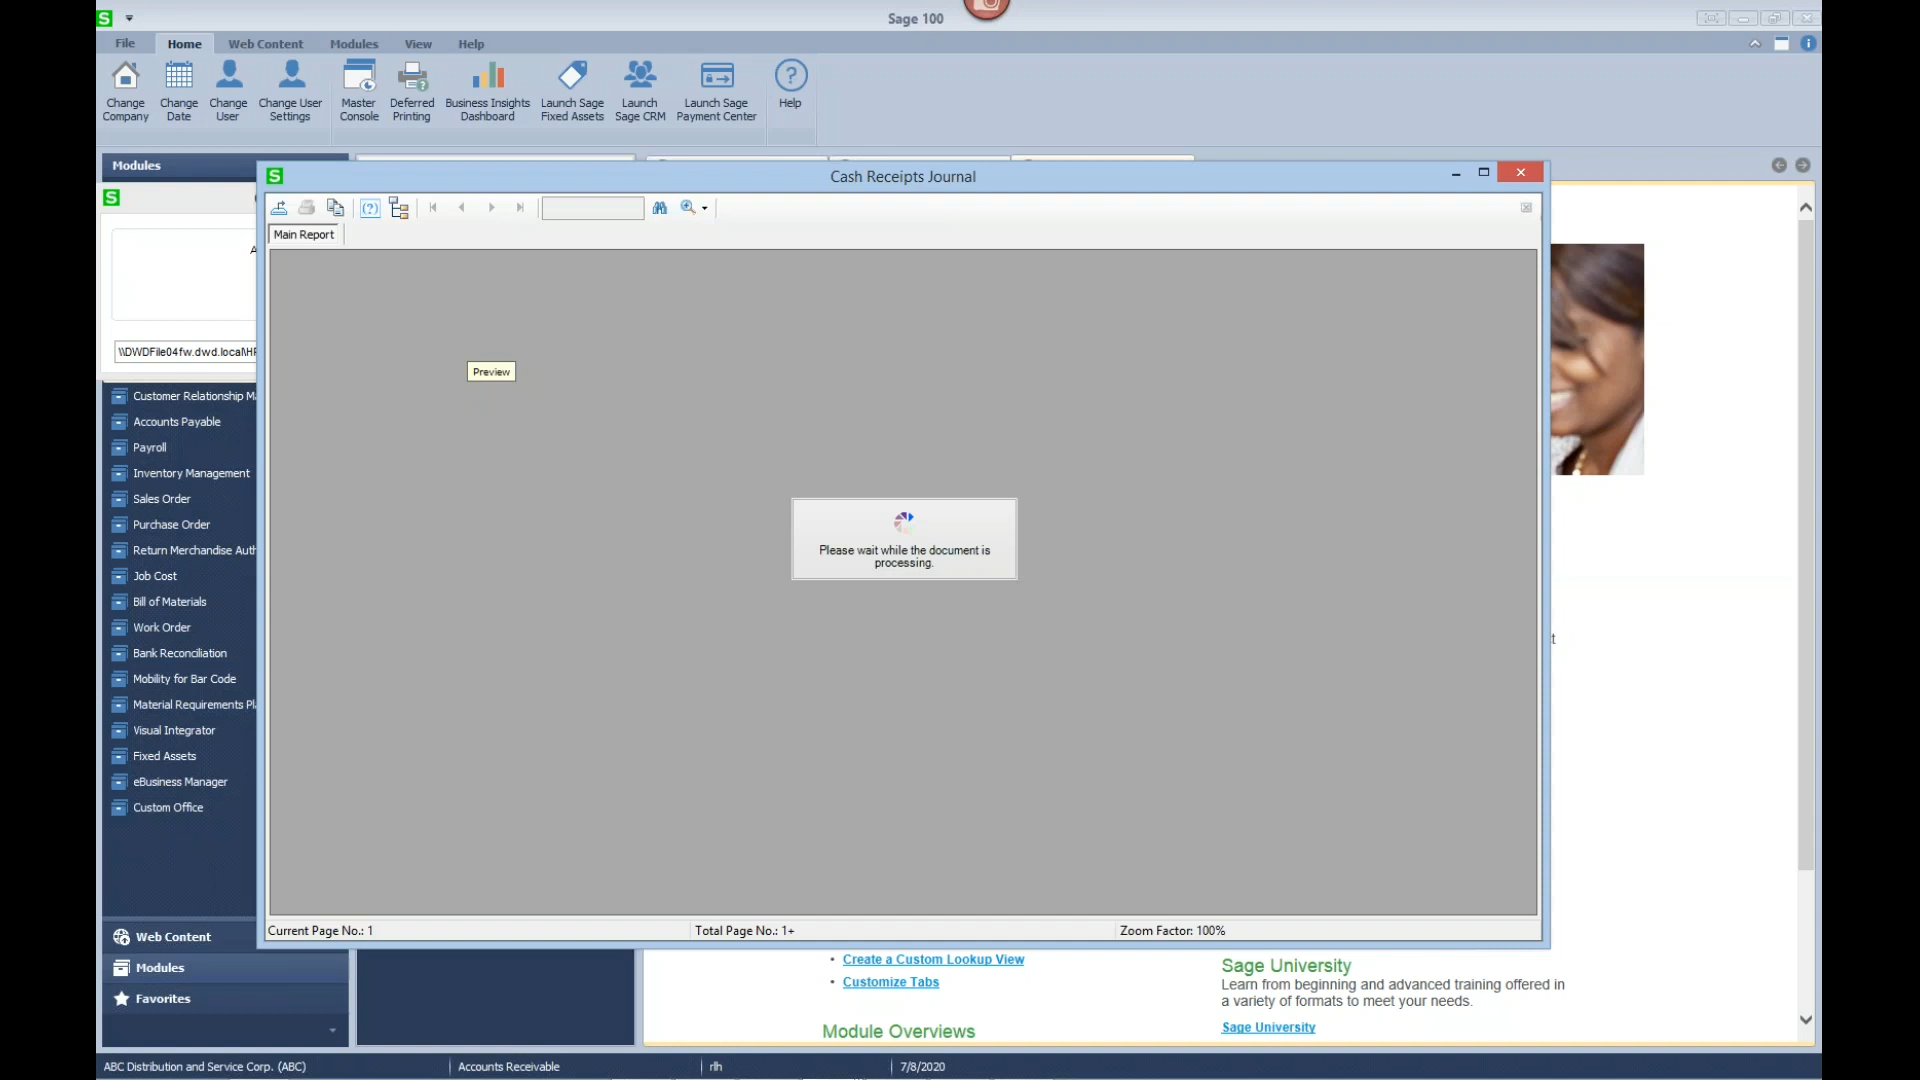 S
Sage 100
File Home Web Content Modules View Help
Change Company
Change Date
Change User
Change User Settings
Master Console
Deferred Printing
Business Insights Dashboard
Launch Sage Fixed Assets
Launch Sage CRM
Launch Sage Payment Center
Help
Modules
S
Cash Receipts Journal
S
Main Report
A
Preview
\\DWDFile04fw.dwd.local\H
Customer Relationship M
Accounts Payable
Payroll
Inventory Management
Sales Order
Purchase Order
Return Merchandise Auth
Job Cost
Bill of Materials
Work Order
Bank Reconciliation
Mobility for Bar Code
Material Requirements Pl
Visual Integrator
Fixed Assets
eBusiness Manager
Custom Office
Please wait while the document is
processing.
t
Current Page No.: 1 Total Page No.: 1+ Zoom Factor: 100%
Web Content
Modules
Favorites
• Create a Custom Lookup View
• Customize Tabs
Module Overviews
Sage University
Learn from beginning and advanced training offered in
a variety of formats to meet your needs.
Sage University
ABC Distribution and Service Corp. (ABC) Accounts Receivable rlh 7/8/2020